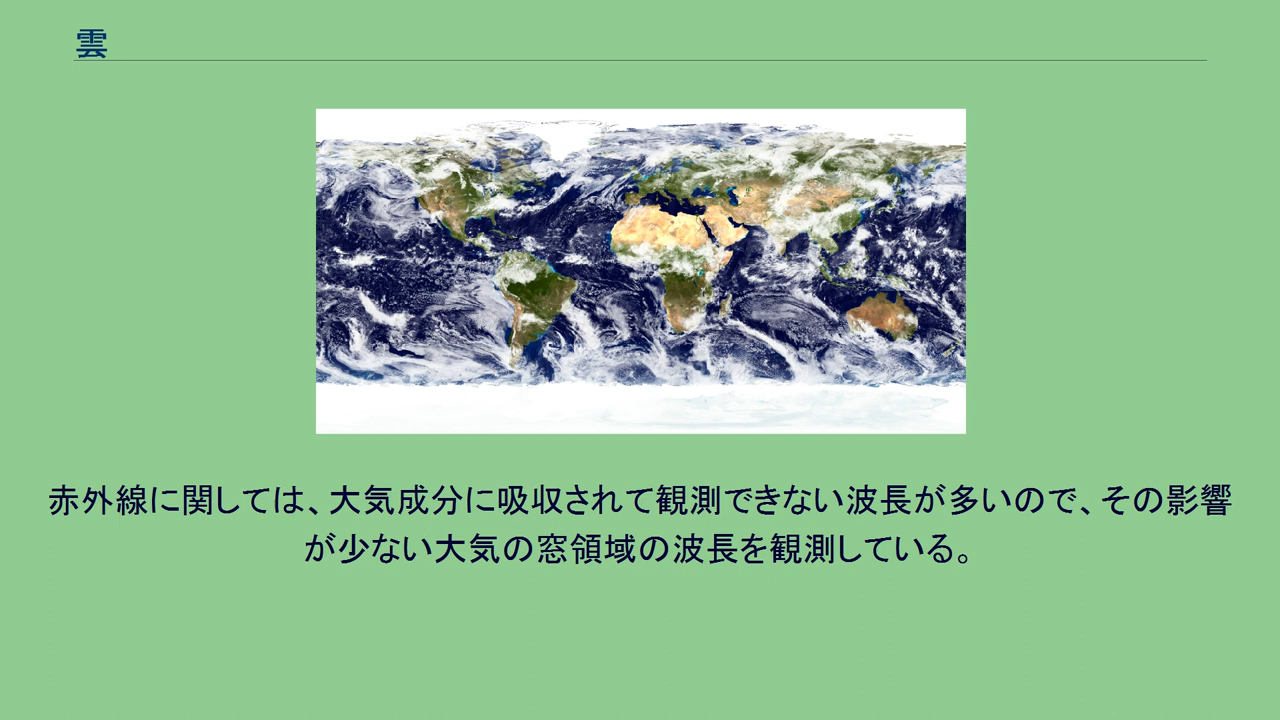 雲
赤外線に関しては、大気成分に吸収されて観測できない波長が多いので、その影響
が少ない大気の窓領域の波長を観測している。